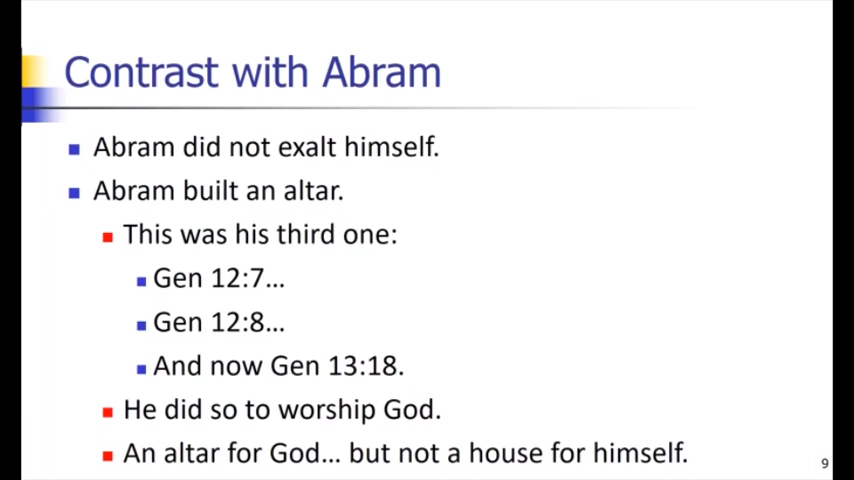 Contrast with Abram
Abram did not exalt himself.
Abram built an altar.
This was his third one:
Gen 12:7…
Gen 12:8…
And now Gen 13:18.
He did so to worship God.
An altar for God… but not a house for himself.
9